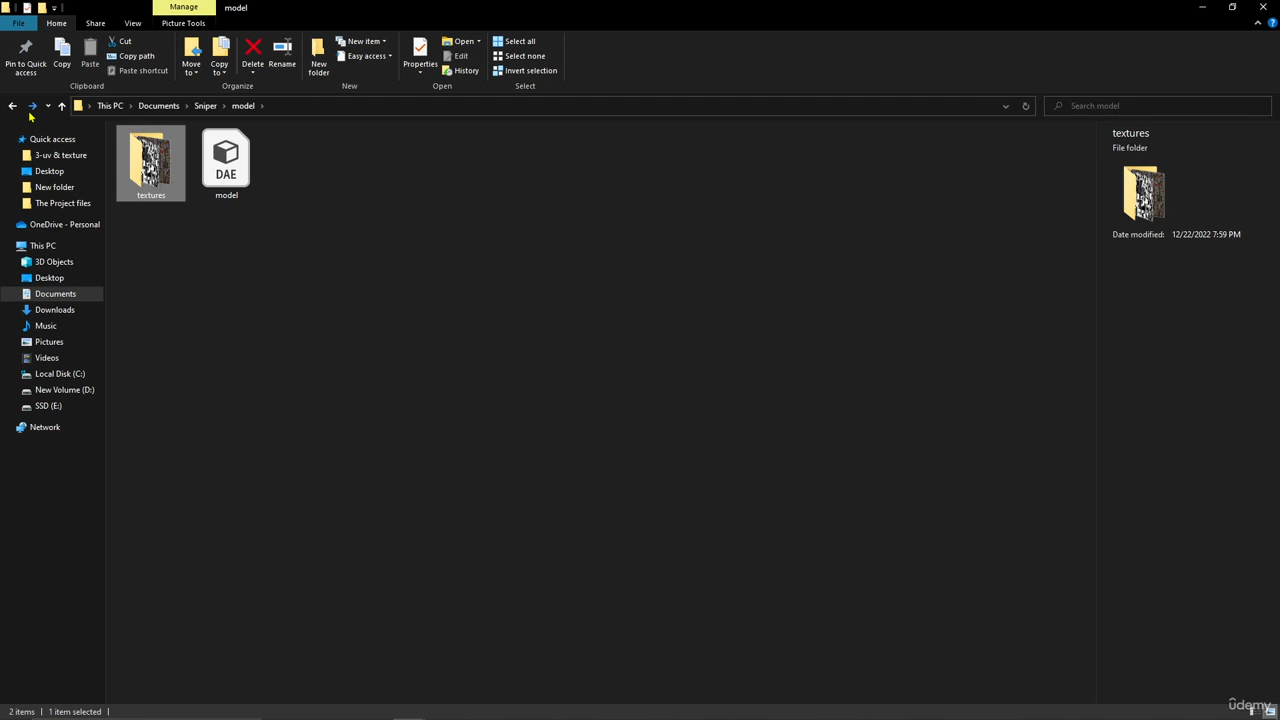 Manage
model
File
Home
Share
View
Picture Tools
Pin to Quick access
Copy
Paste
Cut
Copy path
Paste shortcut
Clipboard
Move to
Copy to
Delete
Rename
Organize
New folder
New item
Easy access
New
Properties
Open
Edit
History
Open
Select all
Select none
Invert selection
Select
This PC
Documents
Sniper
model
Search model
Quick access
3-uv & texture
Desktop
New folder
The Project files
OneDrive - Personal
This PC
3D Objects
Desktop
Documents
Downloads
Music
Pictures
Videos
Local Disk (C:)
New Volume (D:)
SSD (E:)
Network
textures
DAE
model
textures
File folder
Date modified: 12/22/2022 7:59 PM
2 items
1 item selected
ûdemy